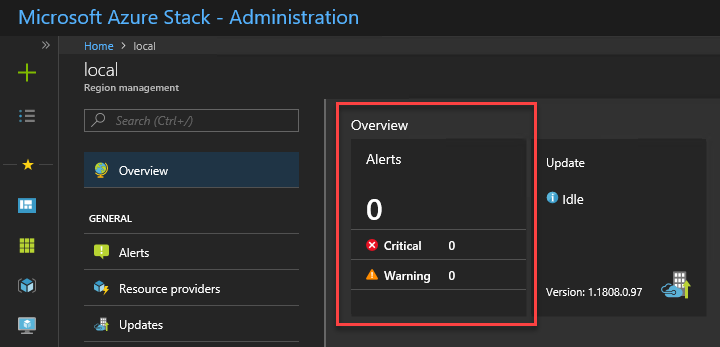 Microsoft Azure Stack - Administration
Home > local
local
Region management
Search (Ctrl+/)
Overview
GENERAL
Alerts
Resource providers
Updates
Overview
Alerts
0
Critical 0
Warning 0
Update
Idle
Version: 1.1808.0.97